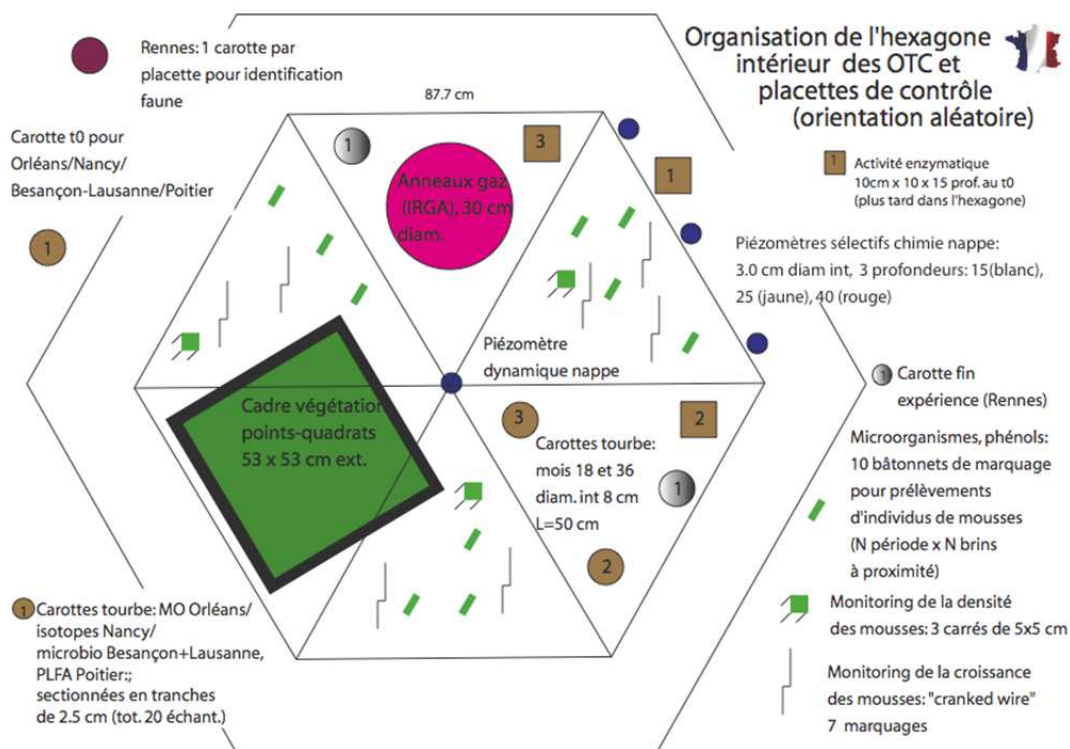 Organisation de l'hexagone
intérieur des OTC et
placettes de contrôle
(orientation aléatoire)
Rennes: 1 carotte par
placette pour identification
faune
87.7 cm
Carotte t0 pour
Orléans/Nancy/
Besançon-Lausanne/Poitier
1
1
3
Anneaux gaz
(IRGA), 30 cm
diam.
1
1
Activité enzymatique
10cm x 10 x 15 prof. au t0
(plus tard dans l'hexagone)
Piézomètres sélectifs chimie nappe:
3.0 cm diam int, 3 profondeurs: 15(blanc),
25 (jaune), 40 (rouge)
Piézomètre
dynamique nappe
1
Carotte fin
expérience (Rennes)
Cadre végétation
points-quadrats
53 x 53 cm ext.
3
2
Carottes tourbe:
mois 18 et 36
diam. int 8 cm
L=50 cm
1
2
Microorganismes, phénols:
10 bâtonnets de marquage
pour prélèvements
d'individus de mousses
(N période x N brins
à proximité)
1
Carottes tourbe: MO Orléans/
isotopes Nancy/
microbio Besançon+Lausanne,
PLFA Poitier:;
sectionnées en tranches
de 2.5 cm (tot. 20 échant.)
Monitoring de la densité
des mousses: 3 carrés de 5x5 cm
Monitoring de la croissance
des mousses: "cranked wire"
7 marquages